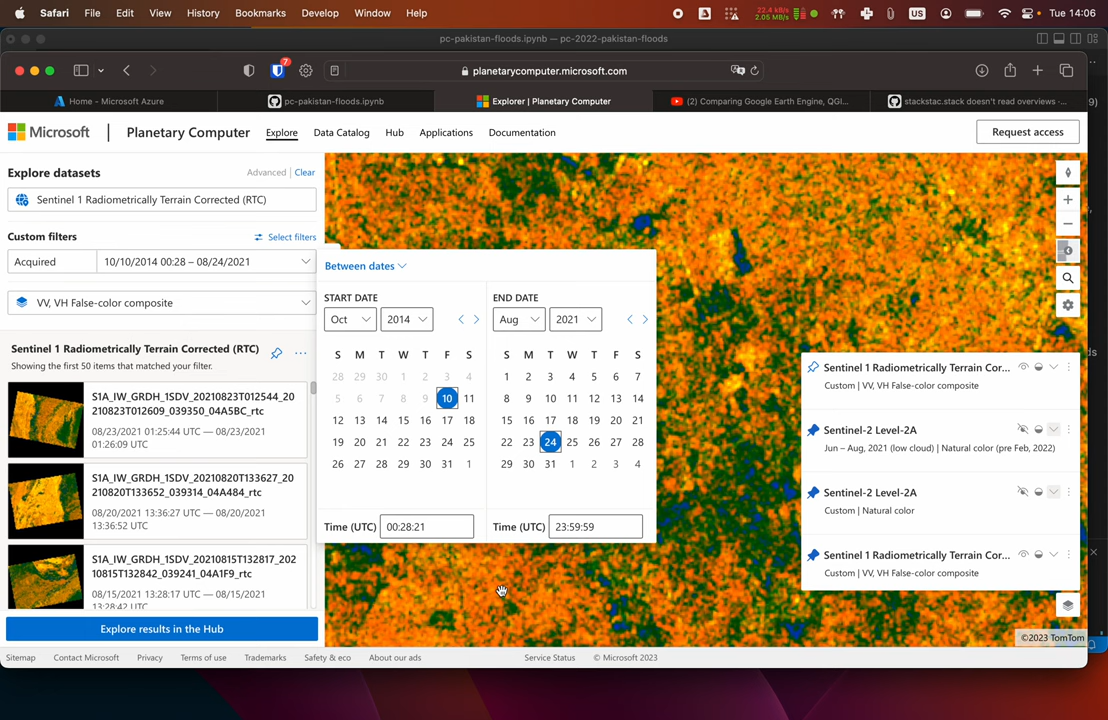 Safari File Edit View History Bookmarks Develop Window Help
22.4 kB/s
2.05 MB/s
US
Tue 14:06
pc-pakistan-floods.ipynb — pc-2022-pakistan-floods
7
planetarycomputer.microsoft.com
Home - Microsoft Azure
pc-pakistan-floods.ipynb
Explorer | Planetary Computer
(2) Comparing Google Earth Engine, QGI...
stackstac.stack doesn't read overviews ·...
Microsoft
Planetary Computer
Explore
Data Catalog
Hub
Applications
Documentation
Request access
Explore datasets
Advanced
Clear
Sentinel 1 Radiometrically Terrain Corrected (RTC)
Custom filters
Select filters
Acquired
10/10/2014 00:28 – 08/24/2021
VV, VH False-color composite
Sentinel 1 Radiometrically Terrain Corrected (RTC)
Showing the first 50 items that matched your filter.
S1A_IW_GRDH_1SDV_20210823T012544_20
210823T012609_039350_04A5BC_rtc
08/23/2021 01:25:44 UTC — 08/23/2021
01:26:09 UTC
S1A_IW_GRDH_1SDV_20210820T133627_20
210820T133652_039314_04A484_rtc
08/20/2021 13:36:27 UTC — 08/20/2021
13:36:52 UTC
S1A_IW_GRDH_1SDV_20210815T132817_202
10815T132842_039241_04A1F9_rtc
08/15/2021 13:28:17 UTC — 08/15/2021
13:28:42 UTC
Explore results in the Hub
Between dates
START DATE
Oct
2014
S M T W T F S
28 29 30 1 2 3 4
5 6 7 8 9 10 11
12 13 14 15 16 17 18
19 20 21 22 23 24 25
26 27 28 29 30 31 1
Time (UTC)
00:28:21
END DATE
Aug
2021
S M T W T F S
1 2 3 4 5 6 7
8 9 10 11 12 13 14
15 16 17 18 19 20 21
22 23 24 25 26 27 28
29 30 31 1 2 3 4
Time (UTC)
23:59:59
Sentinel 1 Radiometrically Terrain Cor...
Custom | VV, VH False-color composite
Sentinel-2 Level-2A
Jun – Aug, 2021 (low cloud) | Natural color (pre Feb, 2022)
Sentinel-2 Level-2A
Custom | Natural color
Sentinel 1 Radiometrically Terrain Cor...
Custom | VV, VH False-color composite
©2023 TomTom
Sitemap
Contact Microsoft
Privacy
Terms of use
Trademarks
Safety & eco
About our ads
Service Status
© Microsoft 2023